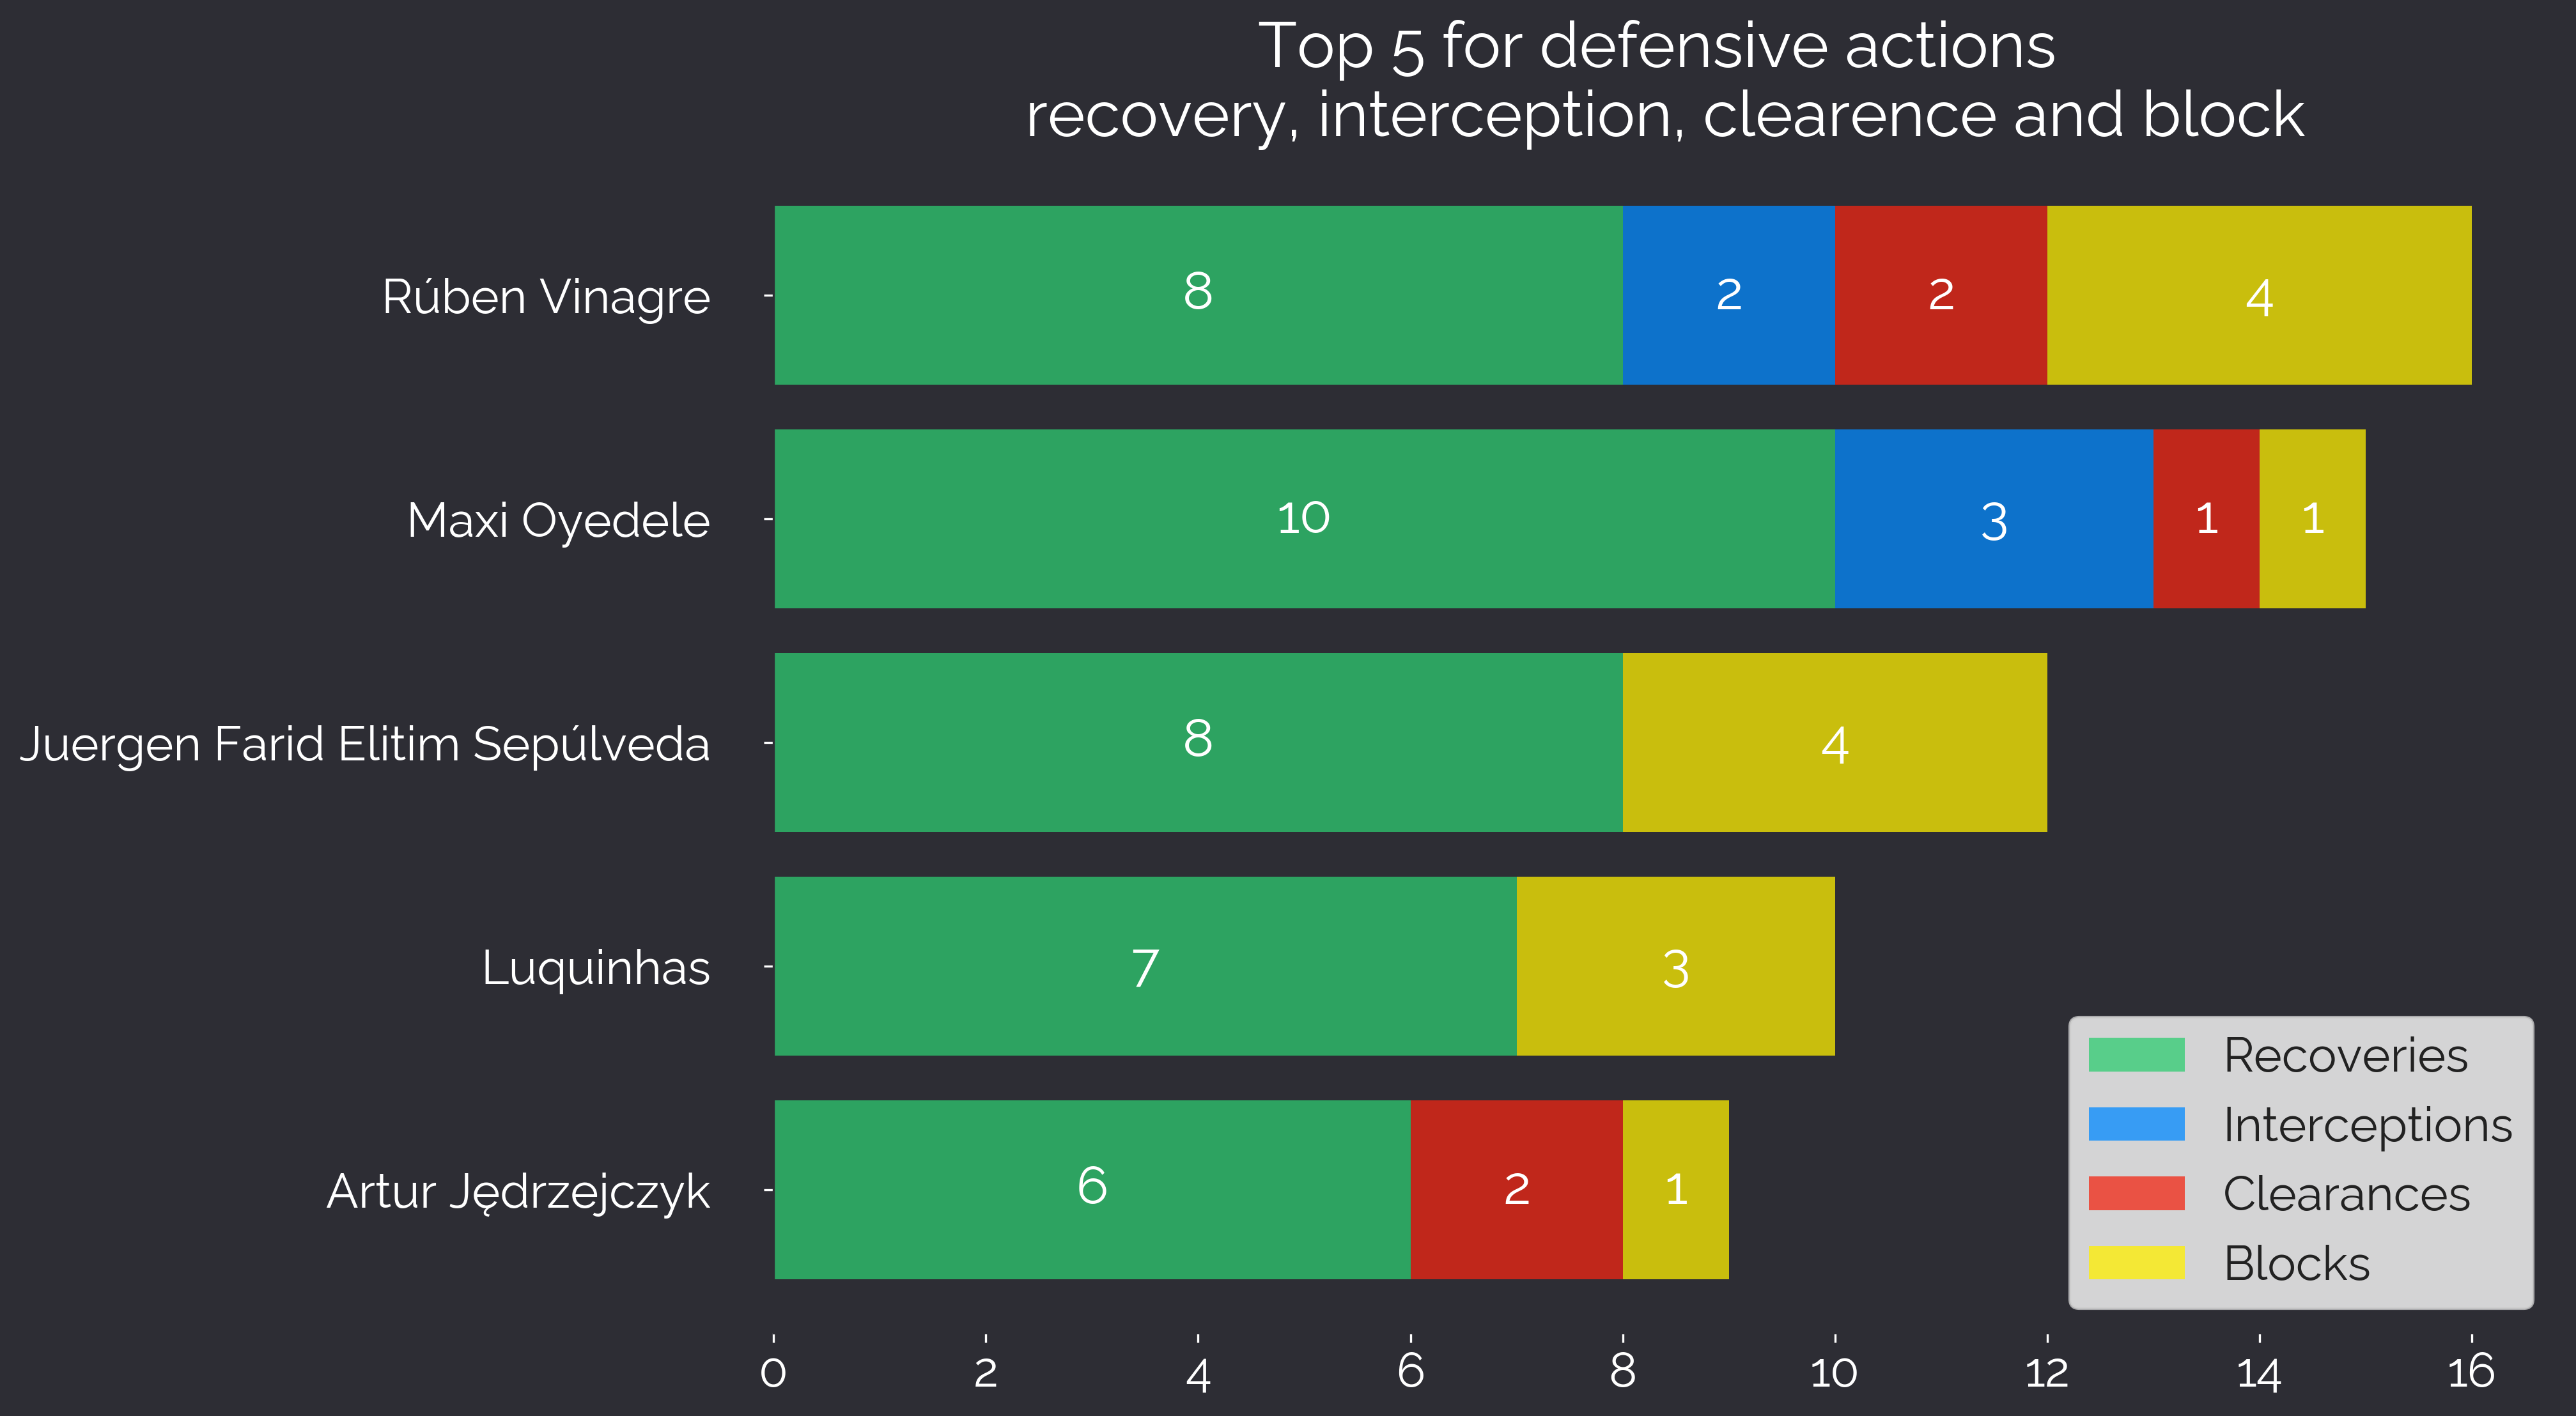 Top 5 for defensive actions
recovery, interception, clearence and block
Rúben Vinagre 8 2 2 4
Maxi Oyedele 10 3 1 1
Juergen Farid Elitim Sepúlveda 8 4
Luquinhas 7 3
Artur Jędrzejczyk 6 2 1
Recoveries
Interceptions
Clearances
Blocks
0 2 4 6 8 10 12 14 16